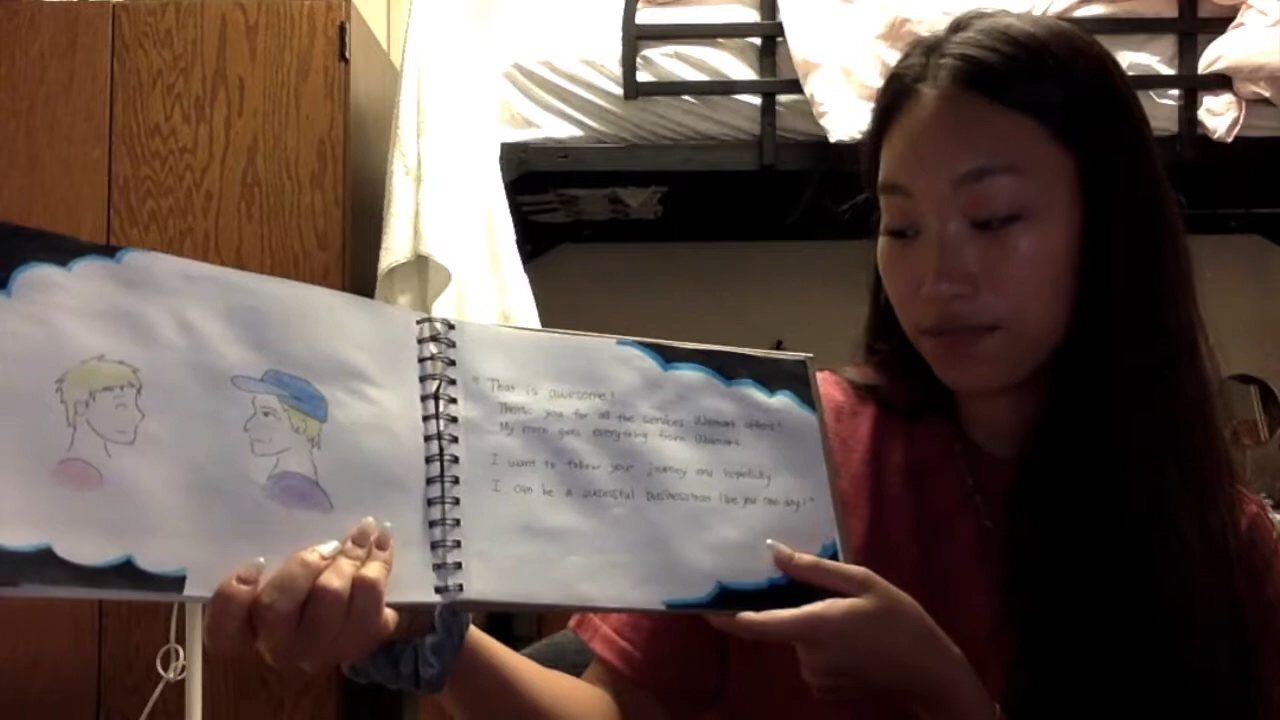 "That is awesome!
Thank you for all the services Walmart offers!
My mom gets everything from Walmart.
I want to follow your journey and hopefully
I can be a successful businessman like you one day!"